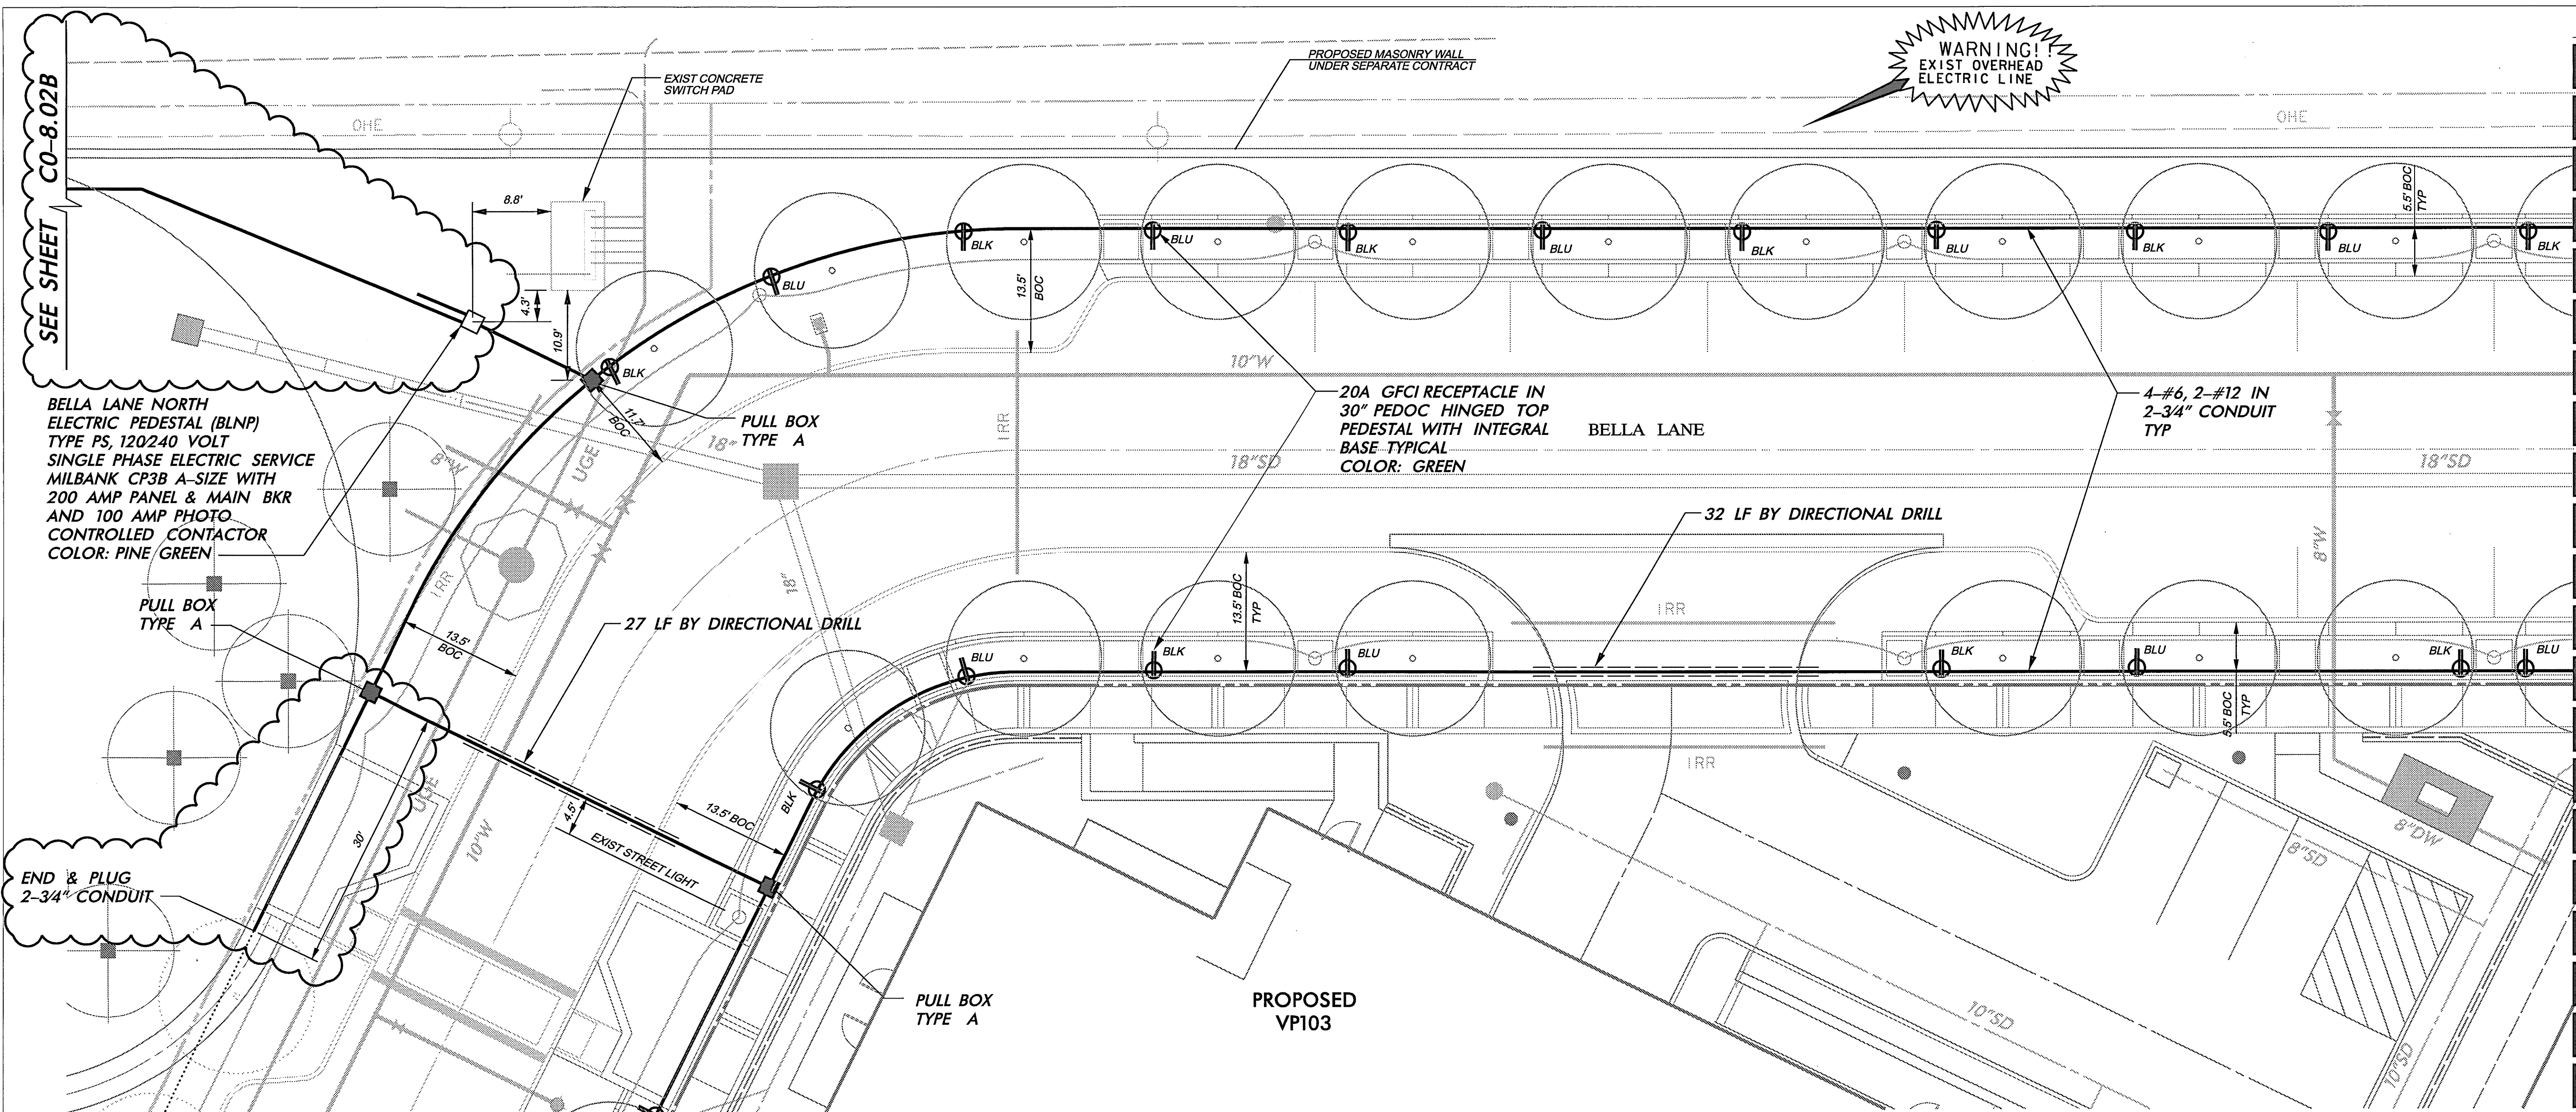 SEE SHEET CO-8.02B
EXIST CONCRETE
SWITCH PAD
PROPOSED MASONRY WALL
UNDER SEPARATE CONTRACT
WARNING!!
EXIST OVERHEAD
ELECTRIC LINE
OHE
OHE
8.8'
4.3'
10.9'
BLK
BLU
BLK
BLU
BLK
BLU
BLK
BLU
BLK
BLU
BLK
13.5'
BOC
5.5' BOC
TYP
10"W
11.7'
BOC
PULL BOX
TYPE A
18"
BELLA LANE NORTH
ELECTRIC PEDESTAL (BLNP)
TYPE PS, 120/240 VOLT
SINGLE PHASE ELECTRIC SERVICE
MILBANK CP3B A-SIZE WITH
200 AMP PANEL & MAIN BKR
AND 100 AMP PHOTO
CONTROLLED CONTACTOR
COLOR: PINE GREEN
8"W
UGE
IRR
IRR
20A GFCI RECEPTACLE IN
30" PEDOC HINGED TOP
PEDESTAL WITH INTEGRAL
BASE TYPICAL
COLOR: GREEN
BELLA LANE
4-#6, 2-#12 IN
2-3/4" CONDUIT
TYP
18"SD
18"SD
32 LF BY DIRECTIONAL DRILL
8"W
18"
PULL BOX
TYPE A
27 LF BY DIRECTIONAL DRILL
13.5'
BOC
13.5' BOC
TYP
IRR
IRR
BLU
BLK
BLU
BLK
BLU
BLK
BLU
5.5' BOC
TYP
BLK
13.5' BOC
4.5'
EXIST STREET LIGHT
UGE
10"W
30'
END & PLUG
2-3/4" CONDUIT
PULL BOX
TYPE A
PROPOSED
VP103
8"DW
8"SD
10"SD
10"SD